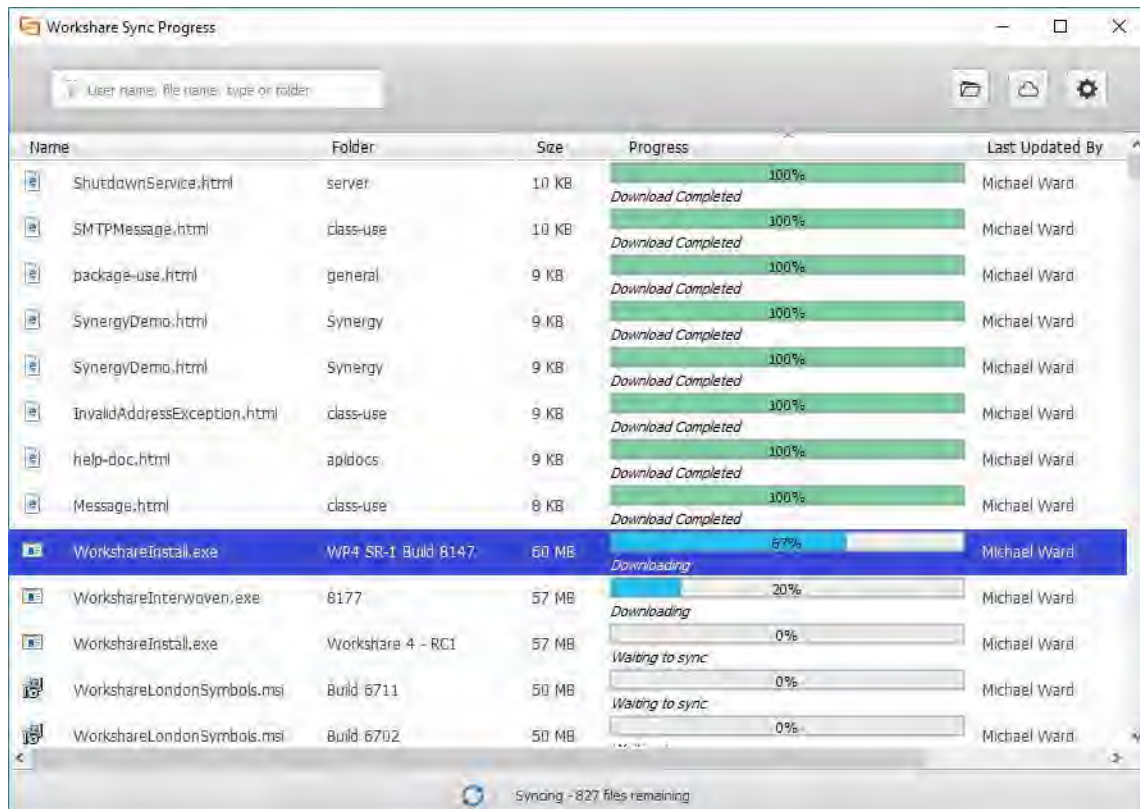 Workshare Sync Progress
User name, file name, type or folder
Name Folder Size Progress Last Updated By
ShutdownService.html server 10 KB 100% Michael Ward
Download Completed
SMTPMessage.html class-use 10 KB 100% Michael Ward
Download Completed
package-use.html general 9 KB 100% Michael Ward
Download Completed
SynergyDemo.html Synergy 9 KB 100% Michael Ward
Download Completed
SynergyDemo.html Synergy 9 KB 100% Michael Ward
Download Completed
InvalidAddressException.html class-use 9 KB 100% Michael Ward
Download Completed
help-doc.html apidocs 9 KB 100% Michael Ward
Download Completed
Message.html class-use 8 KB 100% Michael Ward
Download Completed
WorkshareInstall.exe WP4 SR-1 Build 8147 60 MB 67% Michael Ward
Downloading
WorkshareInterwoven.exe 8177 57 MB 20% Michael Ward
Downloading
WorkshareInstall.exe Workshare 4 - RC1 57 MB 0% Michael Ward
Waiting to sync
WorkshareLondonSymbols.msi Build 6711 50 MB 0% Michael Ward
Waiting to sync
WorkshareLondonSymbols.msi Build 6702 50 MB 0% Michael Ward
Syncing - 827 files remaining